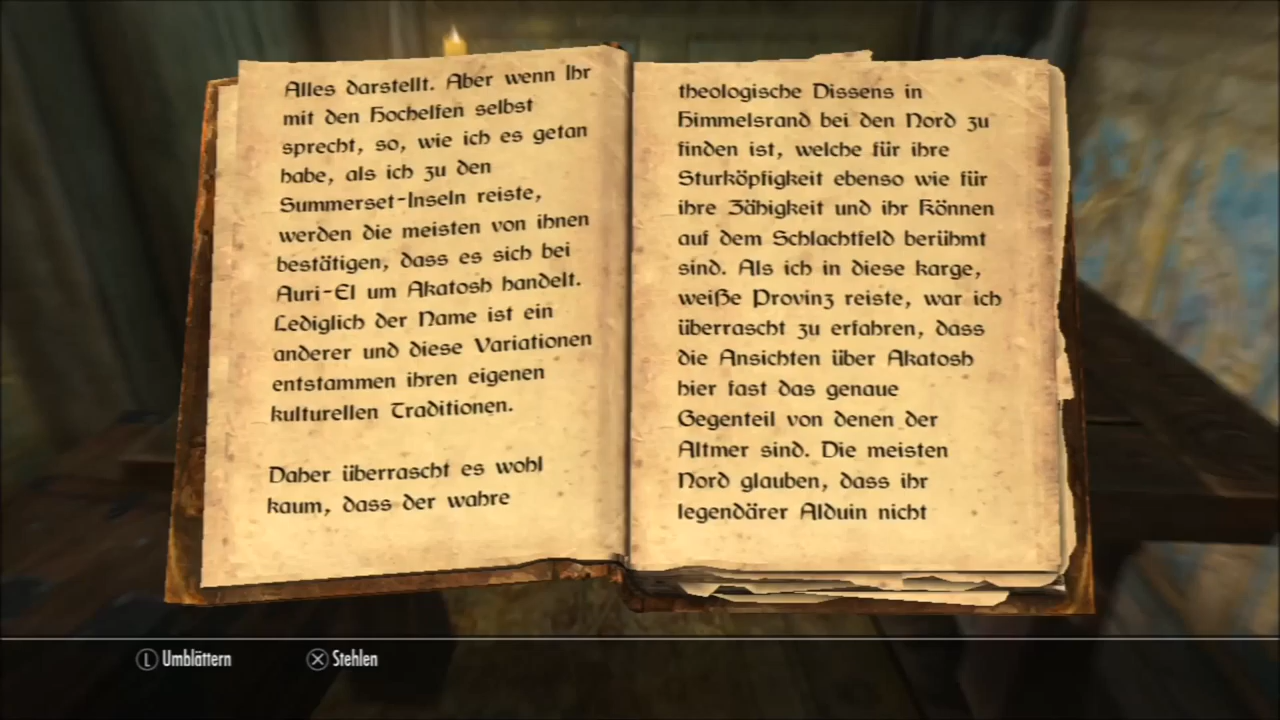 Alles darstellt. Aber wenn Ihr
mit den Hochelfen selbst
sprecht, so, wie ich es getan
habe, als ich zu den
Summerset-Inseln reiste,
werden die meisten von ihnen
bestätigen, dass es sich bei
Auri-El um Akatosh handelt.
Lediglich der Name ist ein
anderer und diese Variationen
entstammen ihren eigenen
kulturellen Traditionen.
Daher überrascht es wohl
kaum, dass der wahre
theologische Dissens in
Himmelsrand bei den Nord zu
finden ist, welche für ihre
Sturköpfigkeit ebenso wie für
ihre Zähigkeit und ihr Können
auf dem Schlachtfeld berühmt
sind. Als ich in diese karge,
weiße Provinz reiste, war ich
überrascht zu erfahren, dass
die Ansichten über Akatosh
hier fast das genaue
Gegenteil von denen der
Altmer sind. Die meisten
Nord glauben, dass ihr
legendärer Alduin nicht
L Umblättern X Stehlen